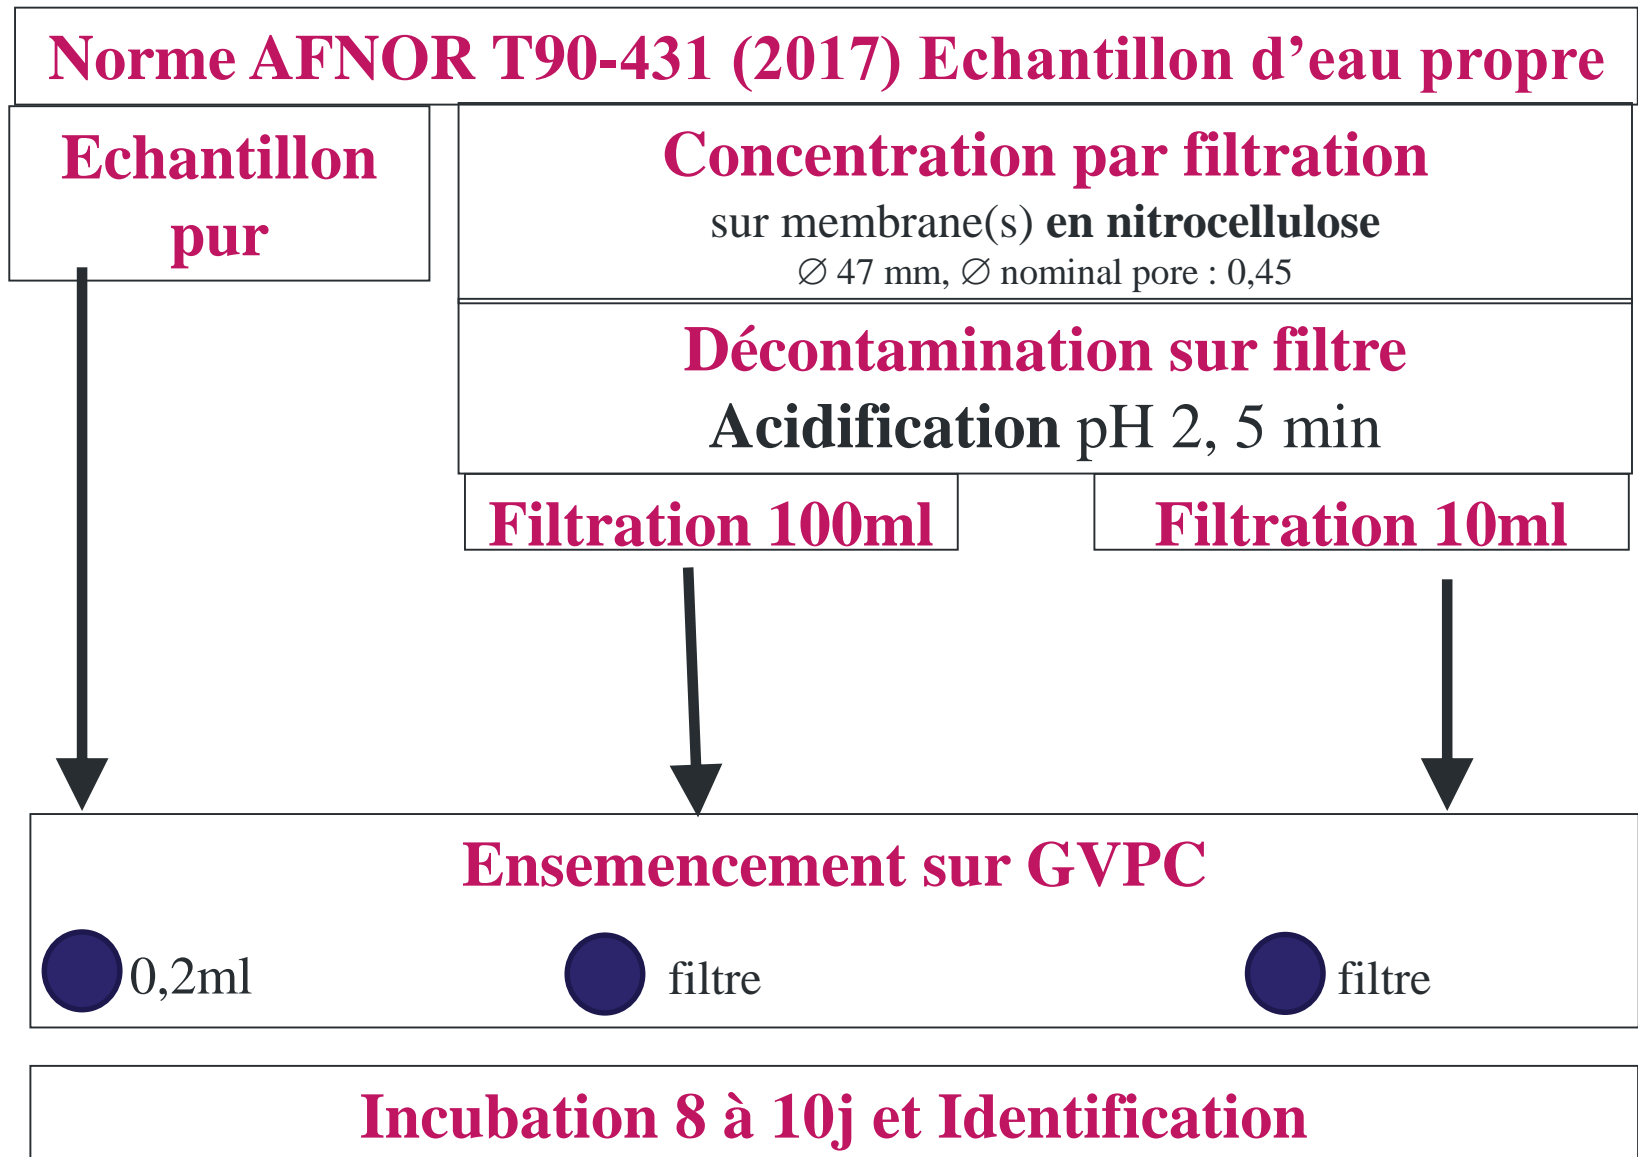 Norme AFNOR T90-431 (2017) Echantillon d’eau propre
Echantillon
pur
Concentration par filtration
sur membrane(s) en nitrocellulose
∅ 47 mm, ∅ nominal pore : 0,45
Décontamination sur filtre
Acidification pH 2, 5 min
Filtration 100ml
Filtration 10ml
Ensemencement sur GVPC
0,2ml
filtre
filtre
Incubation 8 à 10j et Identification